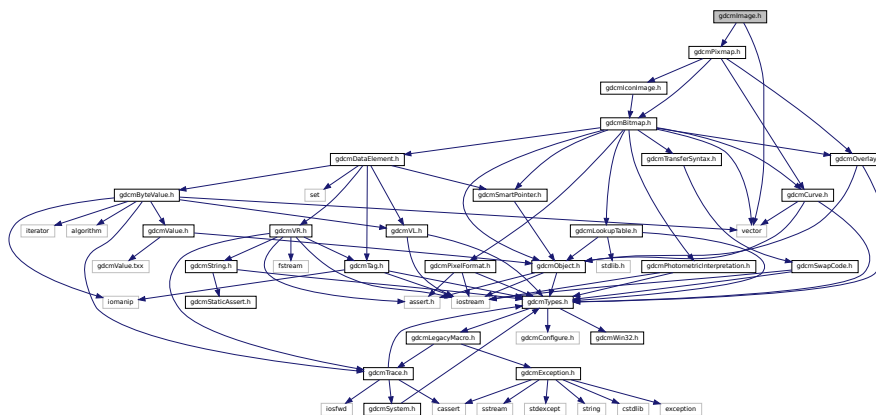 gdcmImage.h
gdcmPixmap.h
gdcmIconImage.h
gdcmBitmap.h
gdcmDataElement.h
gdcmTransferSyntax.h
gdcmOverlay
gdcmByteValue.h
set
gdcmSmartPointer.h
gdcmCurve.h
iterator
algorithm
gdcmValue.h
gdcmVR.h
gdcmVL.h
gdcmLookupTable.h
vector
gdcmValue.txx
gdcmString.h
fstream
gdcmTag.h
gdcmPixelFormat.h
gdcmObject.h
stdlib.h
gdcmPhotometricInterpretation.h
gdcmSwapCode.h
iomanip
gdcmStaticAssert.h
assert.h
iostream
gdcmTypes.h
gdcmLegacyMacro.h
gdcmConfigure.h
gdcmWin32.h
gdcmTrace.h
gdcmException.h
iosfwd
gdcmSystem.h
cassert
sstream
stdexcept
string
cstdlib
exception